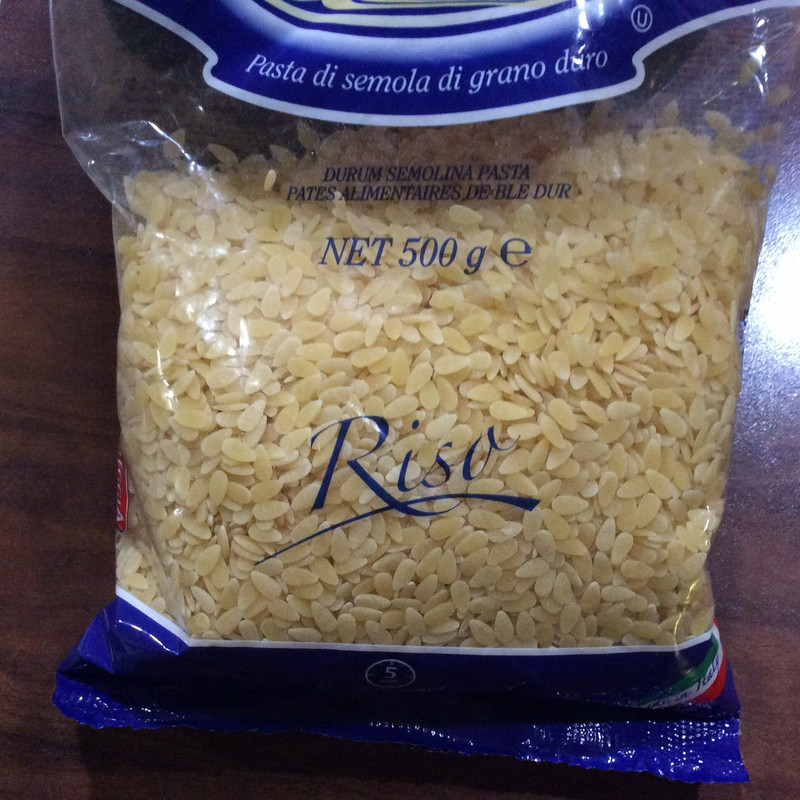 U
Pasta di semola di grano duro
DURUM SEMOLINA PASTA
PATES ALIMENTAIRES DE BLE DUR
NET 500 g ℮
Riso
5